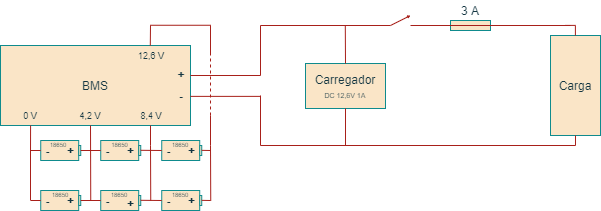 3 A
12,6 V
+
BMS
-
Carregador
DC 12,6V 1A
Carga
0 V
4,2 V
8,4 V
18650
18650
18650
- +
- +
- +
18650
18650
18650
- +
- +
- +